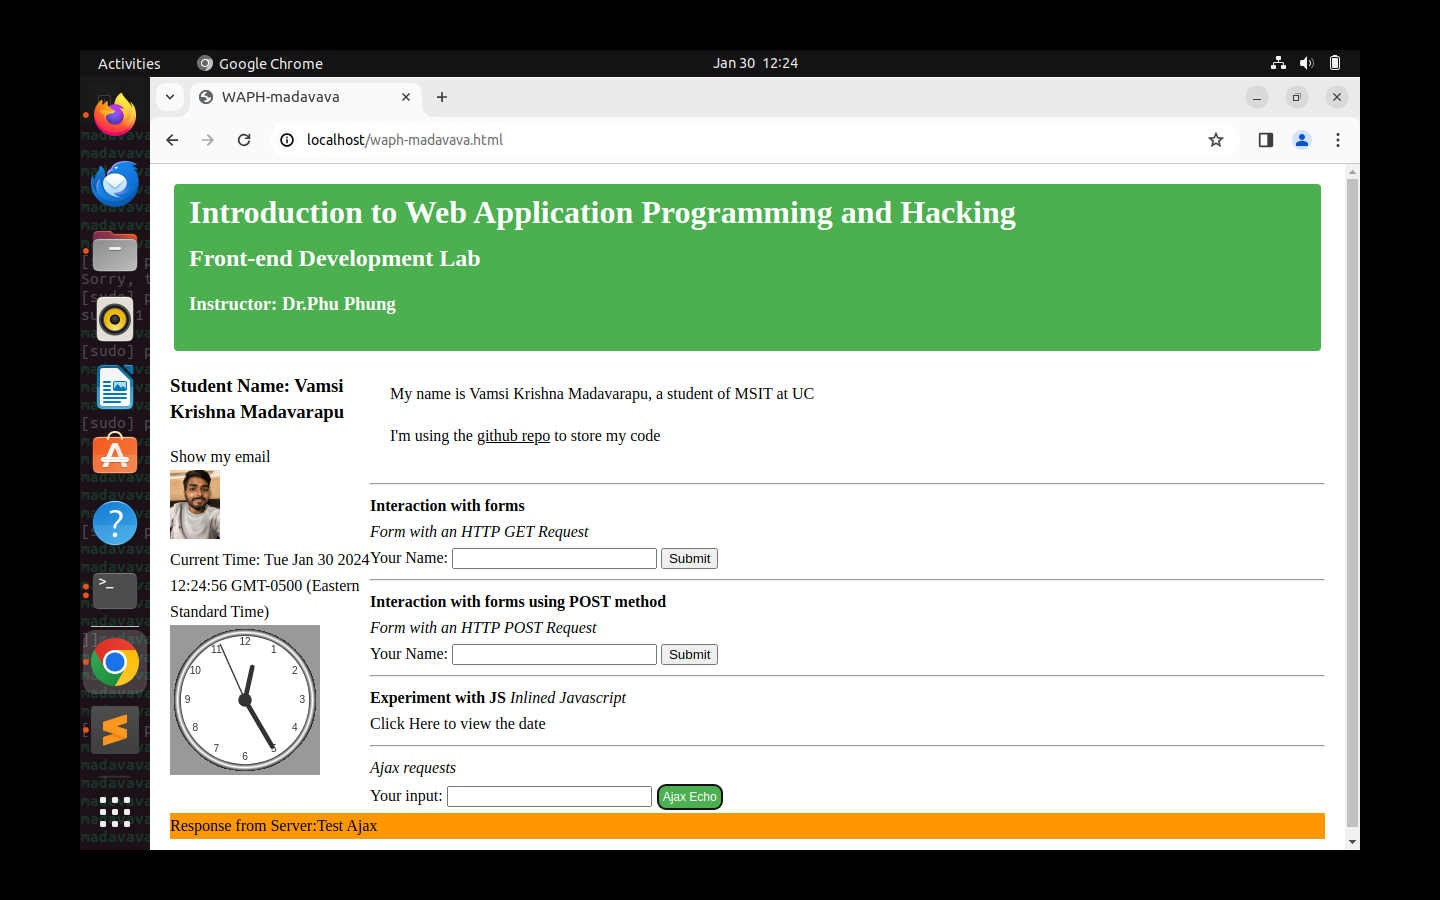 Activities
Google Chrome
Jan 30 12:24
WAPH-madavava
localhost/waph-madavava.html
Introduction to Web Application Programming and Hacking
Front-end Development Lab
Instructor: Dr.Phu Phung
Student Name: Vamsi
Krishna Madavarapu
My name is Vamsi Krishna Madavarapu, a student of MSIT at UC
I'm using the github repo to store my code
Show my email
Current Time: Tue Jan 30 2024
12:24:56 GMT-0500 (Eastern
Standard Time)
12
1
2
3
4
5
6
7
8
9
10
11
Interaction with forms
Form with an HTTP GET Request
Your Name:
Submit
Interaction with forms using POST method
Form with an HTTP POST Request
Your Name:
Submit
Experiment with JS Inlined Javascript
Click Here to view the date
Ajax requests
Your input:
Ajax Echo
Response from Server:Test Ajax